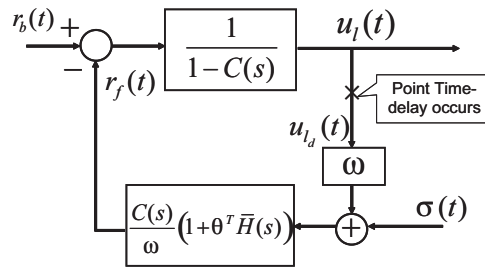 r_b(t) +
−
1
1−C(s)
u_l(t)
r_f(t)
Point Time-
delay occurs
u_{l_d}(t)
ω
C(s)
ω
(1+θ^T H̅(s))
+
σ(t)